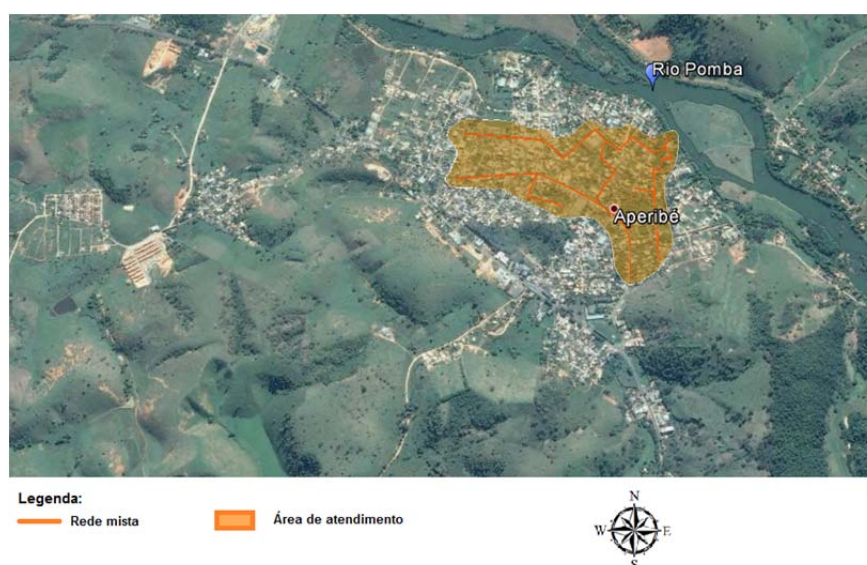 Rio Pomba
Aperibé
Legenda:
Rede mista
Área de atendimento
N
W E
S